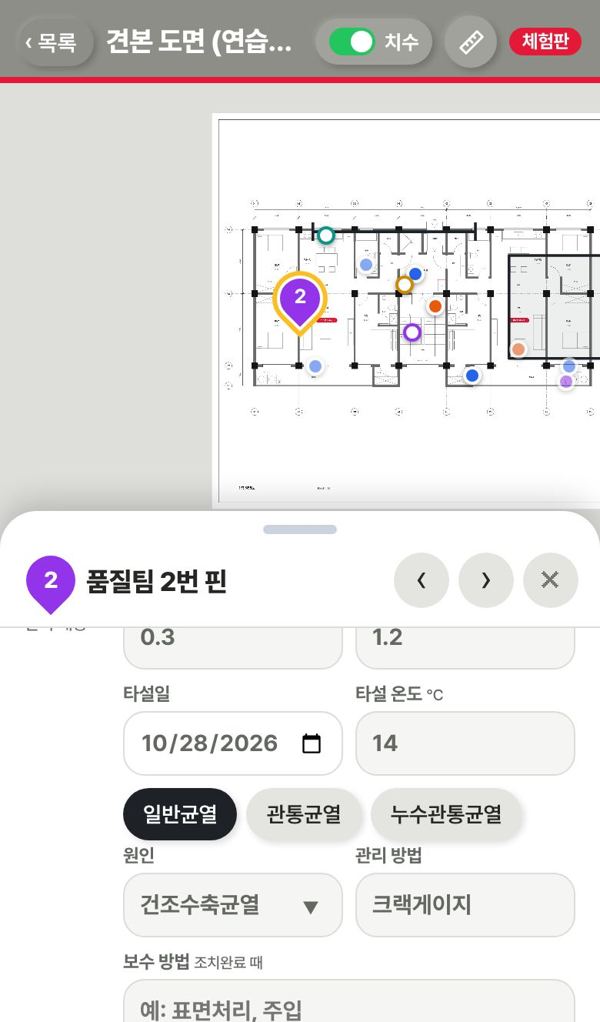 ‹ 목록
견본 도면 (연습...
치수
체험판
2
2
품질팀 2번 핀
‹
›
✕
0.3
1.2
타설일
타설 온도 °C
10/28/2026
14
일반균열
관통균열
누수관통균열
원인
관리 방법
건조수축균열 ▼
크랙게이지
보수 방법 조치완료 때
예: 표면처리, 주입